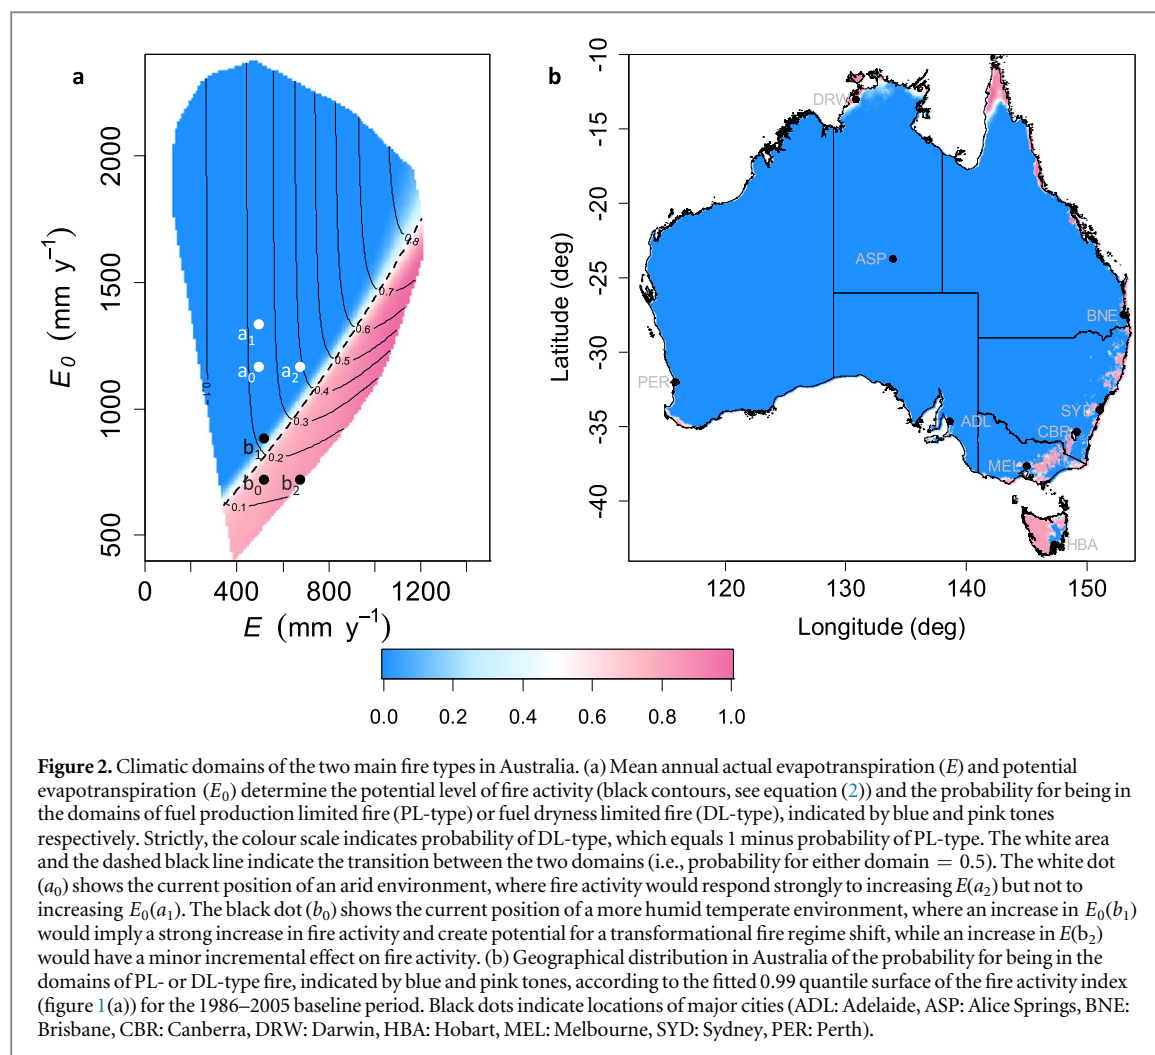 a
b
2000
1500
1000
500
E₀ (mm y⁻¹)
0
400
800
1200
E (mm y⁻¹)
0.1
0.8
0.7
0.6
0.5
0.4
0.3
0.2
0.1
a₁
a₀
a₂
b₁
b₀
b₂
-10
-15
-20
-25
-30
-35
-40
Latitude (deg)
120
130
140
150
Longitude (deg)
DRW
ASP
BNE
PER
SYD
ADL
CBR
MEL
HBA
0.0
0.2
0.4
0.6
0.8
1.0
Figure 2. Climatic domains of the two main fire types in Australia. (a) Mean annual actual evapotranspiration (E) and potential
evapotranspiration (E₀) determine the potential level of fire activity (black contours, see equation (2)) and the probability for being in
the domains of fuel production limited fire (PL-type) or fuel dryness limited fire (DL-type), indicated by blue and pink tones
respectively. Strictly, the colour scale indicates probability of DL-type, which equals 1 minus probability of PL-type. The white area
and the dashed black line indicate the transition between the two domains (i.e., probability for either domain = 0.5). The white dot
(a₀) shows the current position of an arid environment, where fire activity would respond strongly to increasing E(a₂) but not to
increasing E₀(a₁). The black dot (b₀) shows the current position of a more humid temperate environment, where an increase in E₀(b₁)
would imply a strong increase in fire activity and create potential for a transformational fire regime shift, while an increase in E(b₂)
would have a minor incremental effect on fire activity. (b) Geographical distribution in Australia of the probability for being in the
domains of PL- or DL-type fire, indicated by blue and pink tones, according to the fitted 0.99 quantile surface of the fire activity index
(figure 1(a)) for the 1986–2005 baseline period. Black dots indicate locations of major cities (ADL: Adelaide, ASP: Alice Springs, BNE:
Brisbane, CBR: Canberra, DRW: Darwin, HBA: Hobart, MEL: Melbourne, SYD: Sydney, PER: Perth).